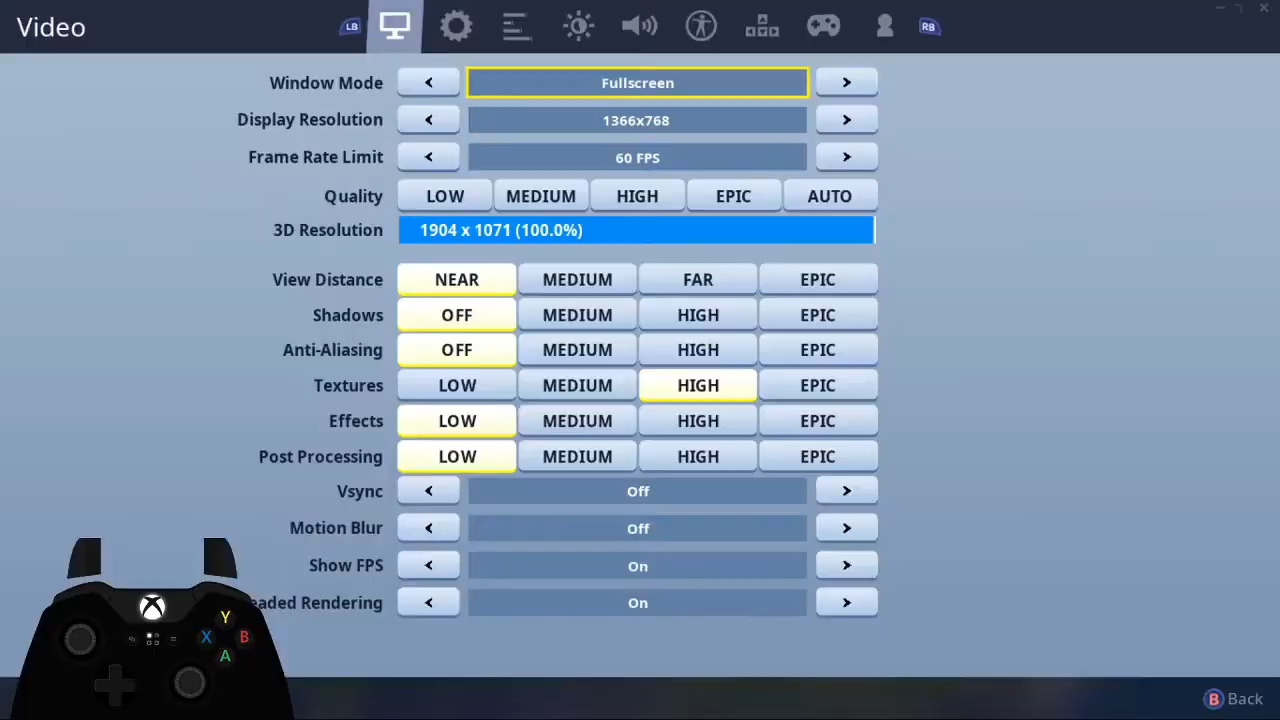 Video
LB
RB
Window Mode < Fullscreen >
Display Resolution < 1366x768 >
Frame Rate Limit < 60 FPS >
Quality LOW MEDIUM HIGH EPIC AUTO
3D Resolution 1904 x 1071 (100.0%)
View Distance NEAR MEDIUM FAR EPIC
Shadows OFF MEDIUM HIGH EPIC
Anti-Aliasing OFF MEDIUM HIGH EPIC
Textures LOW MEDIUM HIGH EPIC
Effects LOW MEDIUM HIGH EPIC
Post Processing LOW MEDIUM HIGH EPIC
Vsync < Off >
Motion Blur < Off >
Show FPS < On >
eaded Rendering < On >
Y
X B
A
B Back